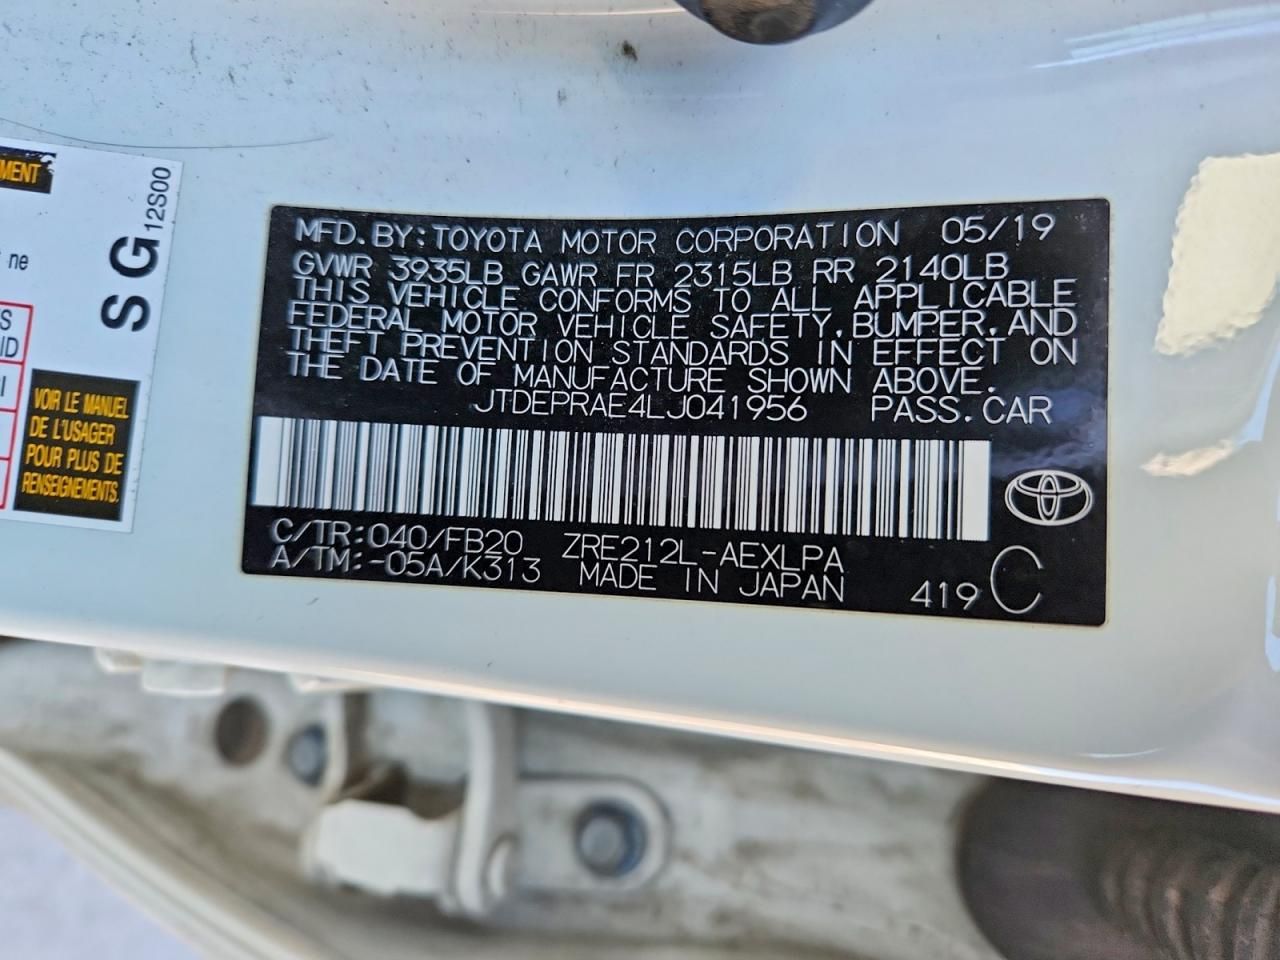 MENT
ne
S
ID
I
SG 12S00
VOIR LE MANUEL
DE L'USAGER
POUR PLUS DE
RENSEIGNEMENTS.
MFD. BY: TOYOTA MOTOR CORPORATION 05/19
GVWR 3935LB GAWR FR 2315LB RR 2140LB
THIS VEHICLE CONFORMS TO ALL APPLICABLE
FEDERAL MOTOR VEHICLE SAFETY, BUMPER, AND
THEFT PREVENTION STANDARDS IN EFFECT ON
THE DATE OF MANUFACTURE SHOWN ABOVE.
JTDEPRAE4LJ041956 PASS. CAR
C/TR: 040/FB20 ZRE212L-AEXLPA
A/TM: -05A/K313 MADE IN JAPAN 419 C